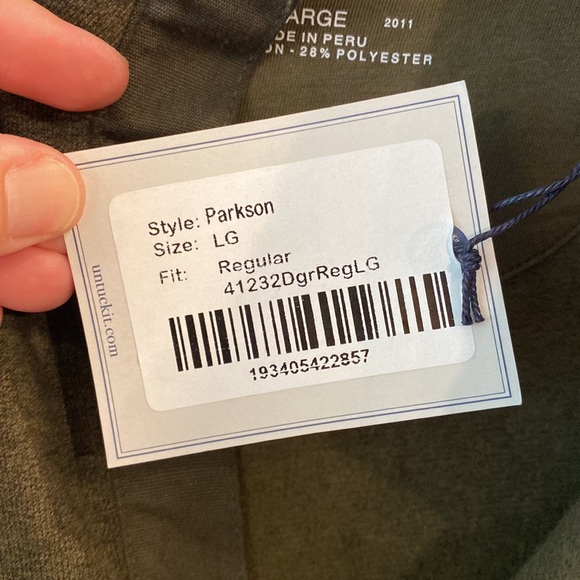 ARGE 2011
DE IN PERU
ON - 28% POLYESTER
Style: Parkson
Size: LG
Fit: Regular
41232DgrRegLG
193405422857
untuckit.com